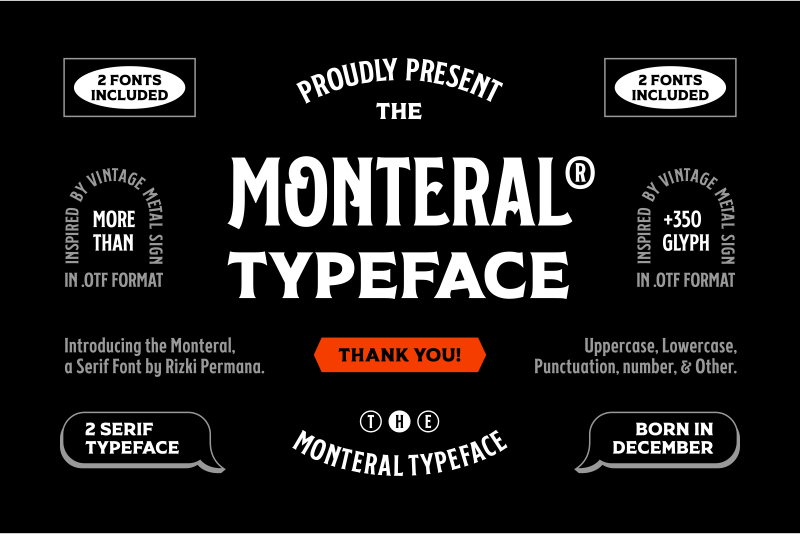 2 FONTS
INCLUDED
PROUDLY PRESENT
THE
2 FONTS
INCLUDED
MONTERAL®
TYPEFACE
INSPIRED BY VINTAGE METAL SIGN
MORE
THAN
IN .OTF FORMAT
INSPIRED BY VINTAGE METAL SIGN
+350
GLYPH
IN .OTF FORMAT
Introducing the Monteral,
a Serif Font by Rizki Permana.
THANK YOU!
Uppercase, Lowercase,
Punctuation, number, & Other.
2 SERIF
TYPEFACE
THE
MONTERAL TYPEFACE
BORN IN
DECEMBER